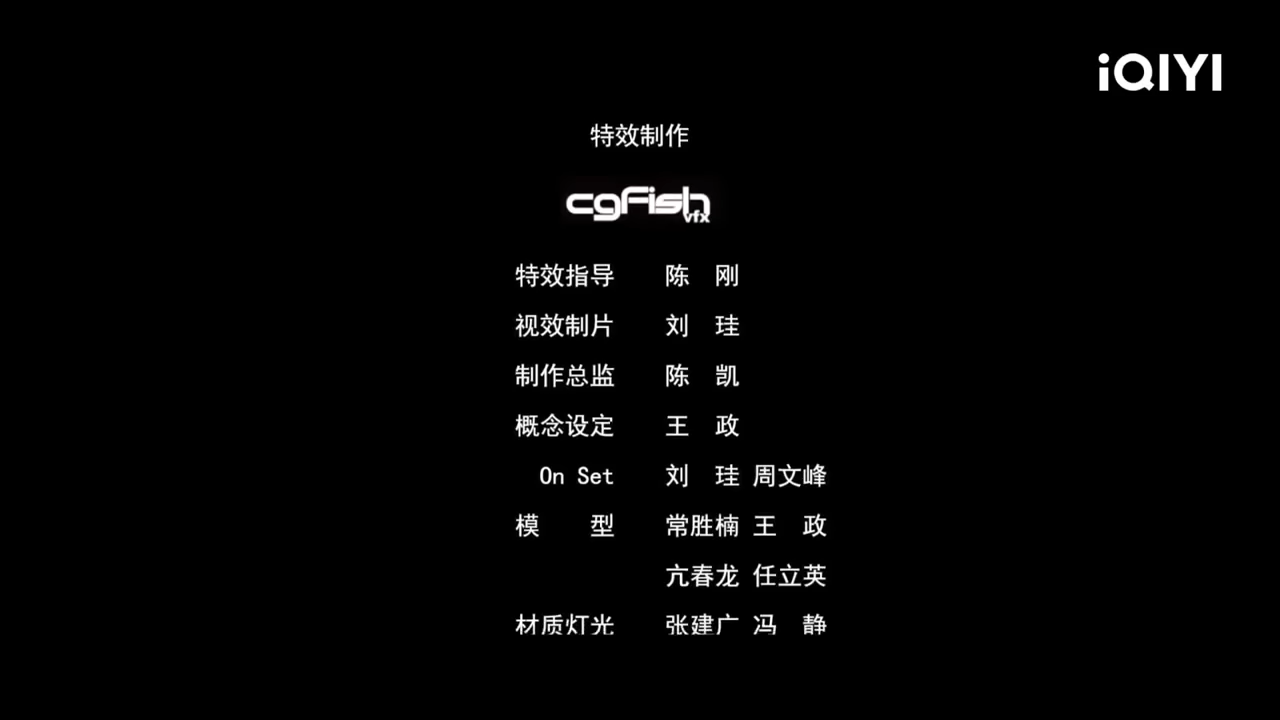 iQIYI
特效制作
cgFish vfx
特效指导 陈 刚
视效制片 刘 珪
制作总监 陈 凯
概念设定 王 政
On Set 刘 珪 周文峰
模 型 常胜楠 王 政
亢春龙 任立英
材质灯光 张建广 冯 静